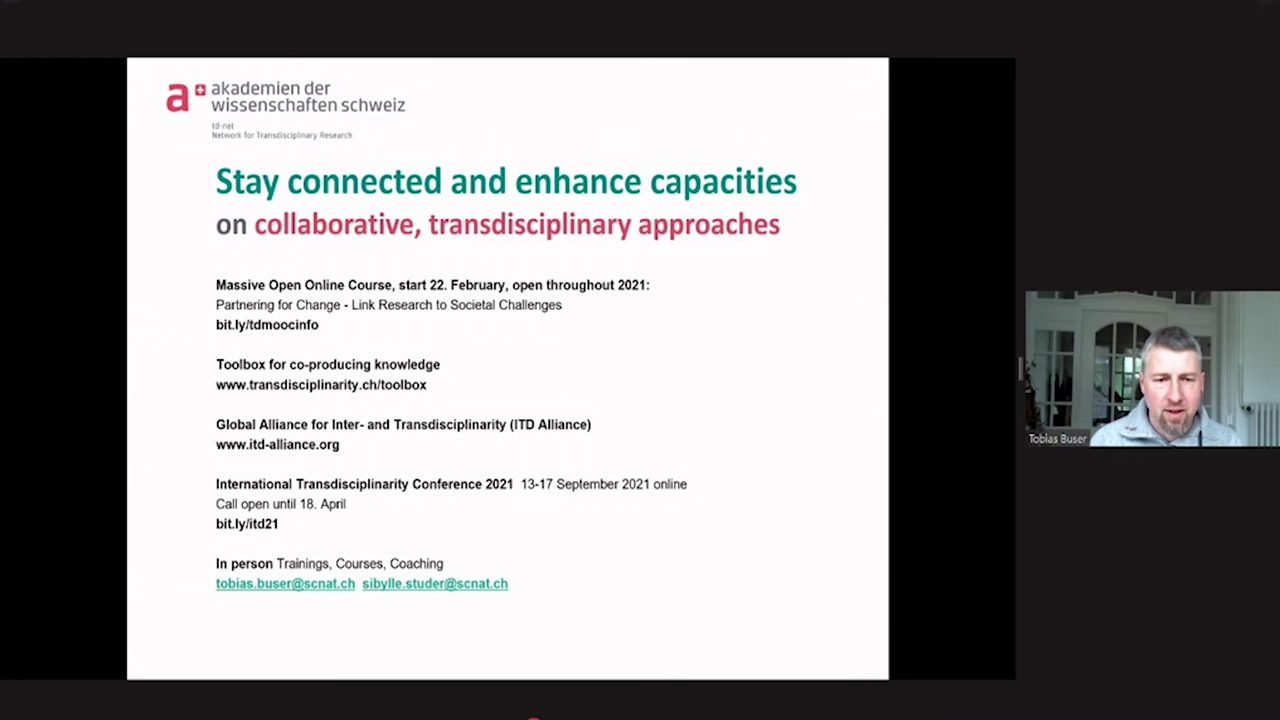 a akademien der
wissenschaften schweiz
td-net
Network for Transdisciplinary Research
Stay connected and enhance capacities
on collaborative, transdisciplinary approaches
Massive Open Online Course, start 22. February, open throughout 2021:
Partnering for Change - Link Research to Societal Challenges
bit.ly/tdmoocinfo
Toolbox for co-producing knowledge
www.transdisciplinarity.ch/toolbox
Global Alliance for Inter- and Transdisciplinarity (ITD Alliance)
www.itd-alliance.org
International Transdisciplinarity Conference 2021 13-17 September 2021 online
Call open until 18. April
bit.ly/itd21
In person Trainings, Courses, Coaching
tobias.buser@scnat.ch sibylle.studer@scnat.ch
Tobias Buser